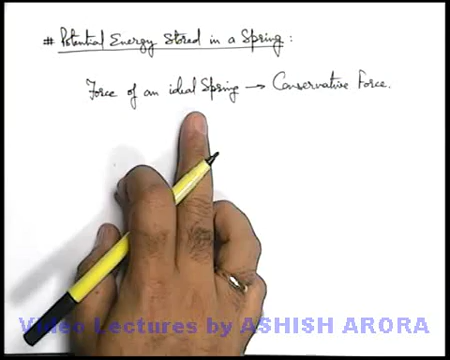 # Potential Energy Stored in a Spring :
Force of an ideal Spring → Conservative Force.
Video Lectures by ASHISH ARORA